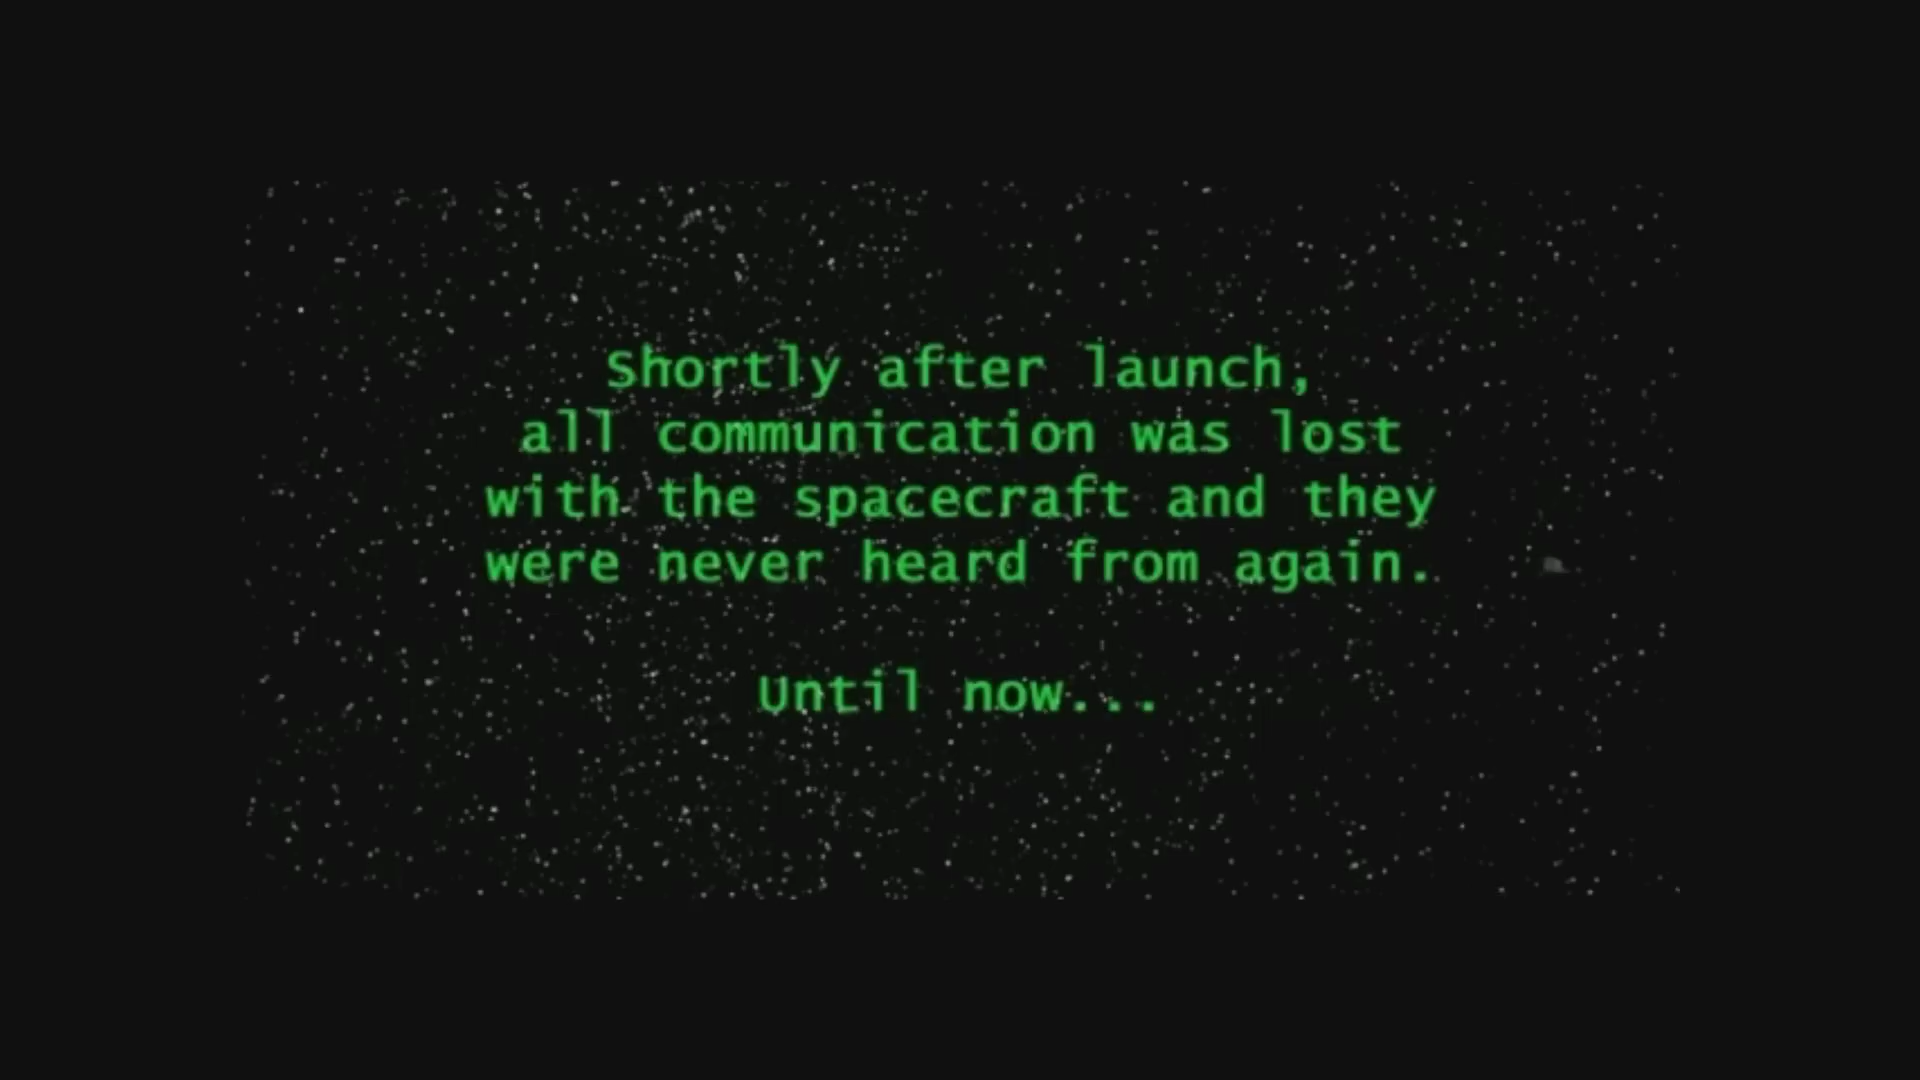 Shortly after launch,
all communication was lost
with the spacecraft and they
were never heard from again.
Until now...